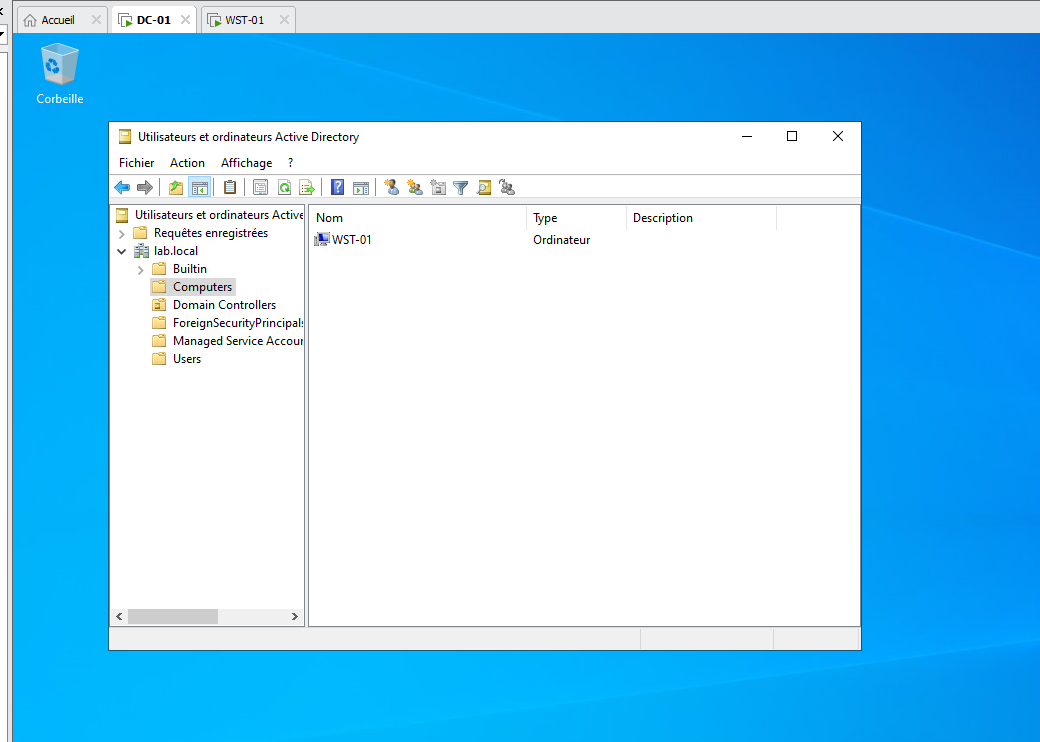 Accueil
DC-01
WST-01
Corbeille
Utilisateurs et ordinateurs Active Directory
Fichier Action Affichage ?
Utilisateurs et ordinateurs Active
Requêtes enregistrées
lab.local
Builtin
Computers
Domain Controllers
ForeignSecurityPrincipals
Managed Service Accour
Users
Nom Type Description
WST-01 Ordinateur